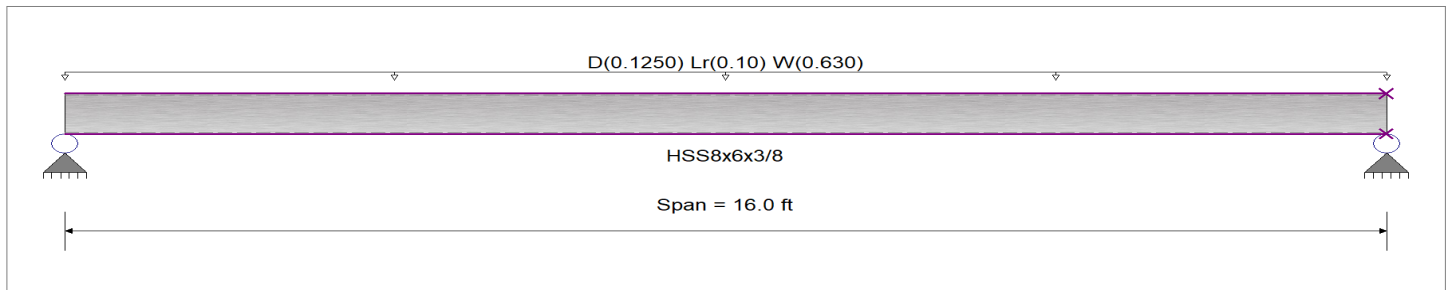 D(0.1250) Lr(0.10) W(0.630)
HSS8x6x3/8
Span = 16.0 ft